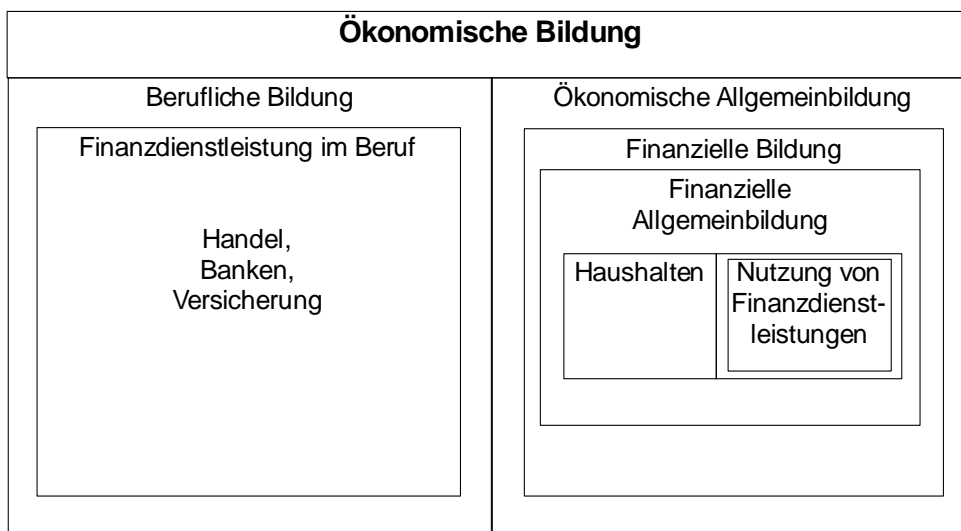 Ökonomische Bildung
Berufliche Bildung
Finanzdienstleistung im Beruf
Handel,
Banken,
Versicherung
Ökonomische Allgemeinbildung
Finanzielle Bildung
Finanzielle
Allgemeinbildung
Haushalten
Nutzung von
Finanzdienst-
leistungen